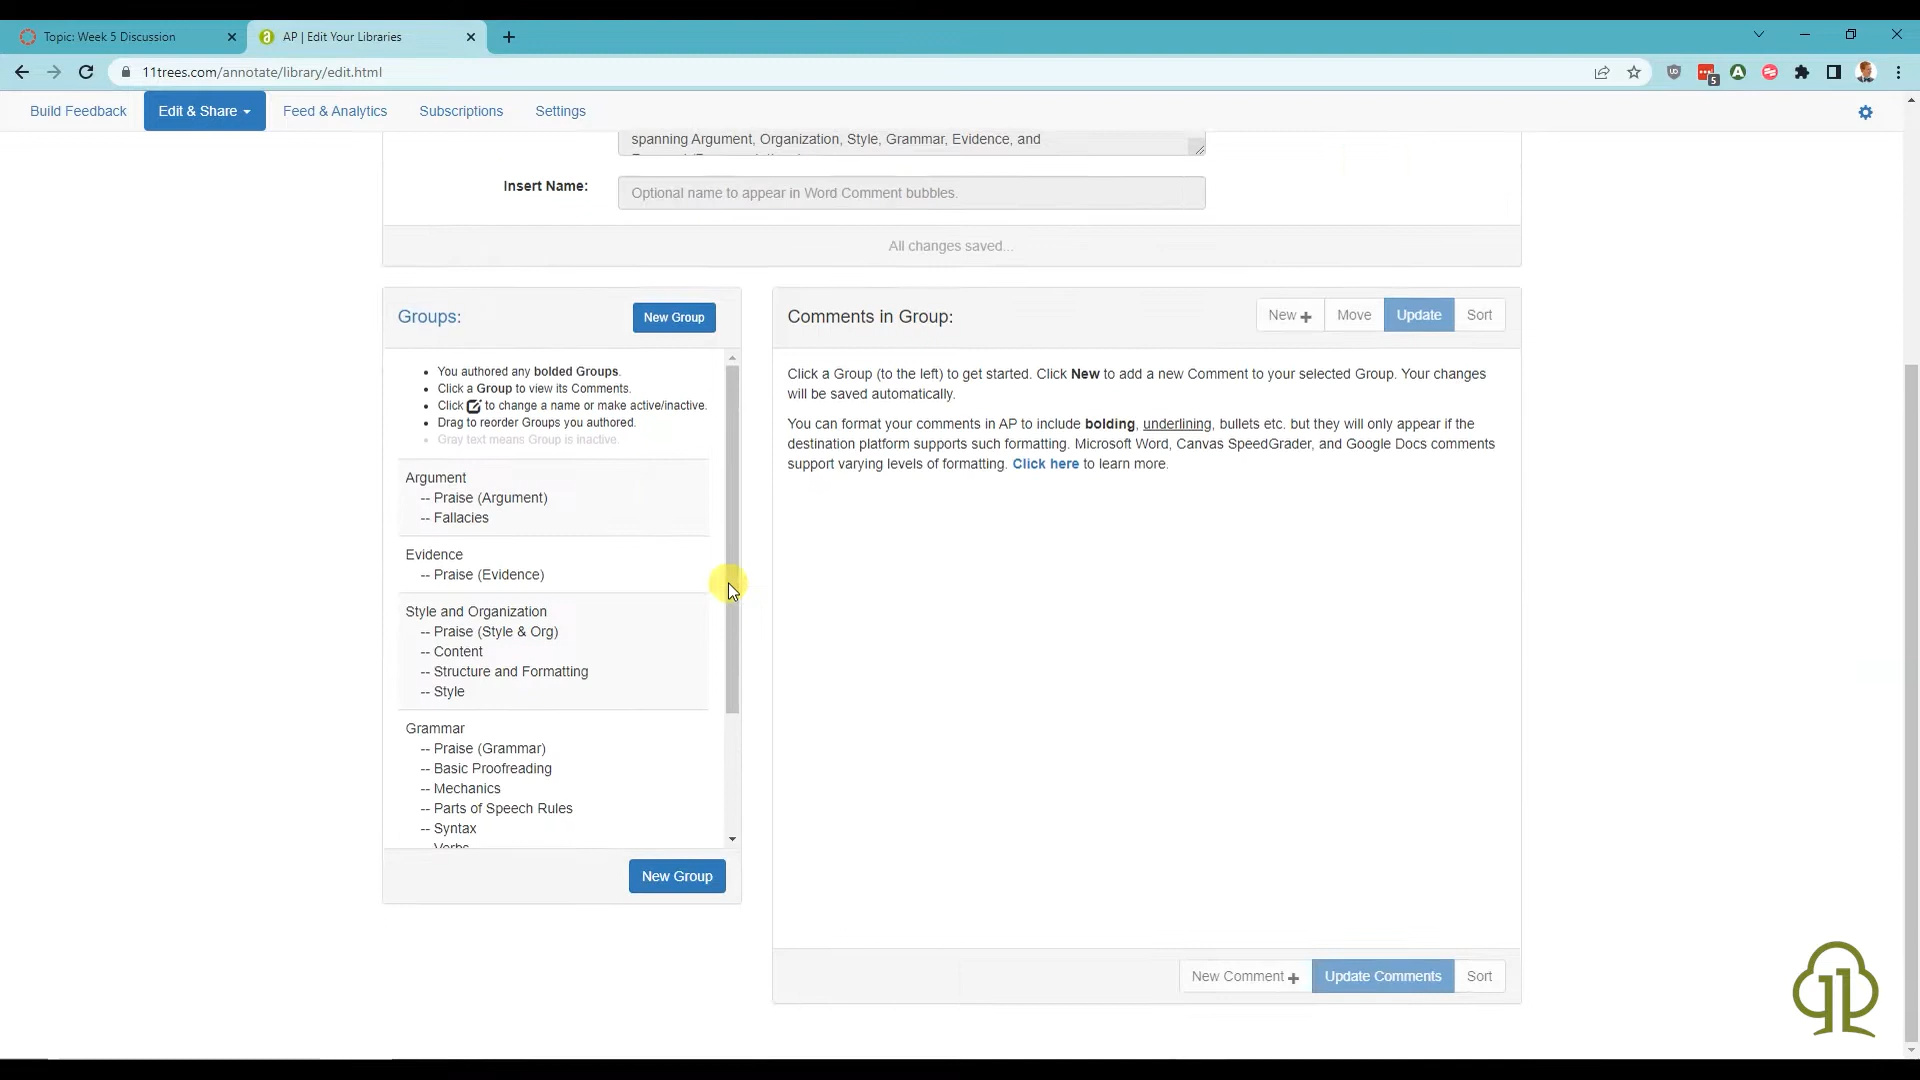 Topic: Week 5 Discussion
AP | Edit Your Libraries
11trees.com/annotate/library/edit.html
5
Build Feedback
Edit & Share
Feed & Analytics
Subscriptions
Settings
spanning Argument, Organization, Style, Grammar, Evidence, and
Insert Name:
Optional name to appear in Word Comment bubbles.
All changes saved...
Groups:
New Group
You authored any bolded Groups.
Click a Group to view its Comments.
Click to change a name or make active/inactive.
Drag to reorder Groups you authored.
Gray text means Group is inactive.
Argument
-- Praise (Argument)
-- Fallacies
Evidence
-- Praise (Evidence)
Style and Organization
-- Praise (Style & Org)
-- Content
-- Structure and Formatting
-- Style
Grammar
-- Praise (Grammar)
-- Basic Proofreading
-- Mechanics
-- Parts of Speech Rules
-- Syntax
-- Verbs
New Group
Comments in Group:
New
Move
Update
Sort
Click a Group (to the left) to get started. Click New to add a new Comment to your selected Group. Your changes
will be saved automatically.
You can format your comments in AP to include bolding, underlining, bullets etc. but they will only appear if the
destination platform supports such formatting. Microsoft Word, Canvas SpeedGrader, and Google Docs comments
support varying levels of formatting. Click here to learn more.
New Comment
Update Comments
Sort